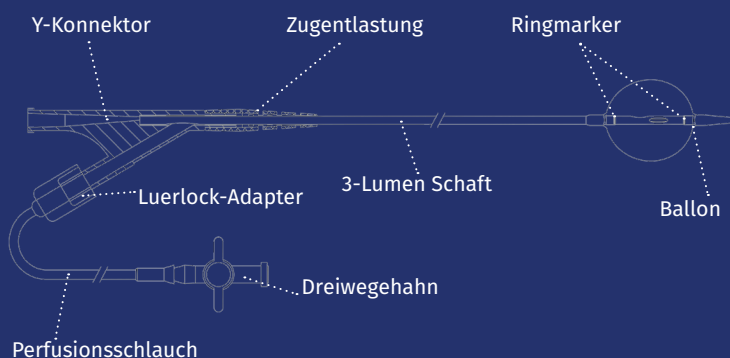 Y-Konnektor
Zugentlastung
Ringmarker
Luerlock-Adapter
3-Lumen Schaft
Ballon
Dreiwegehahn
Perfusionsschlauch